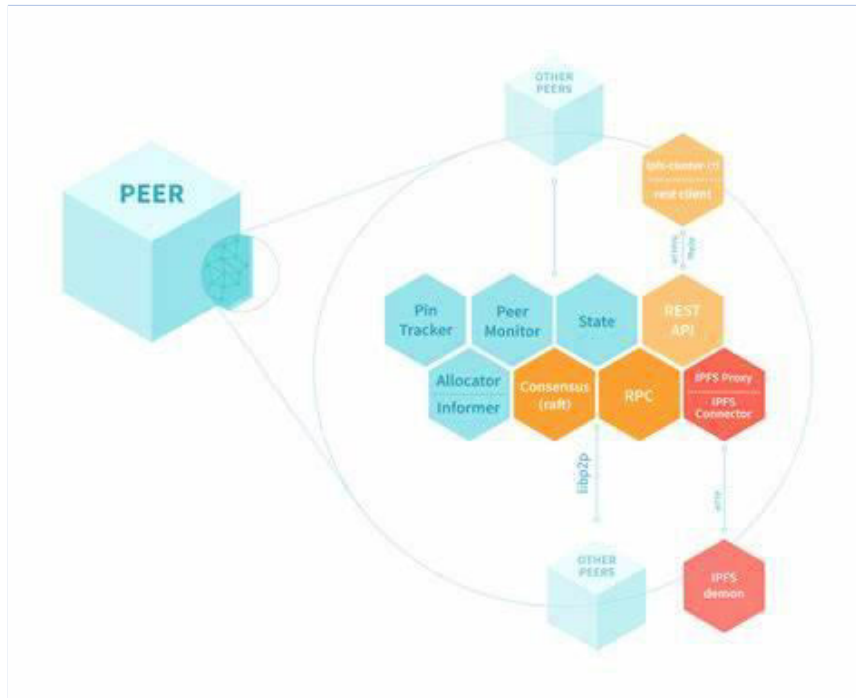 OTHER
PEERS
PEER
ipfs-cluster-ctl
rest client
Pin
Tracker
Peer
Monitor
State
REST
API
Allocator
Informer
Consensus
(raft)
RPC
IPFS Proxy
IPFS
Connector
libp2p
OTHER
PEERS
IPFS
demon